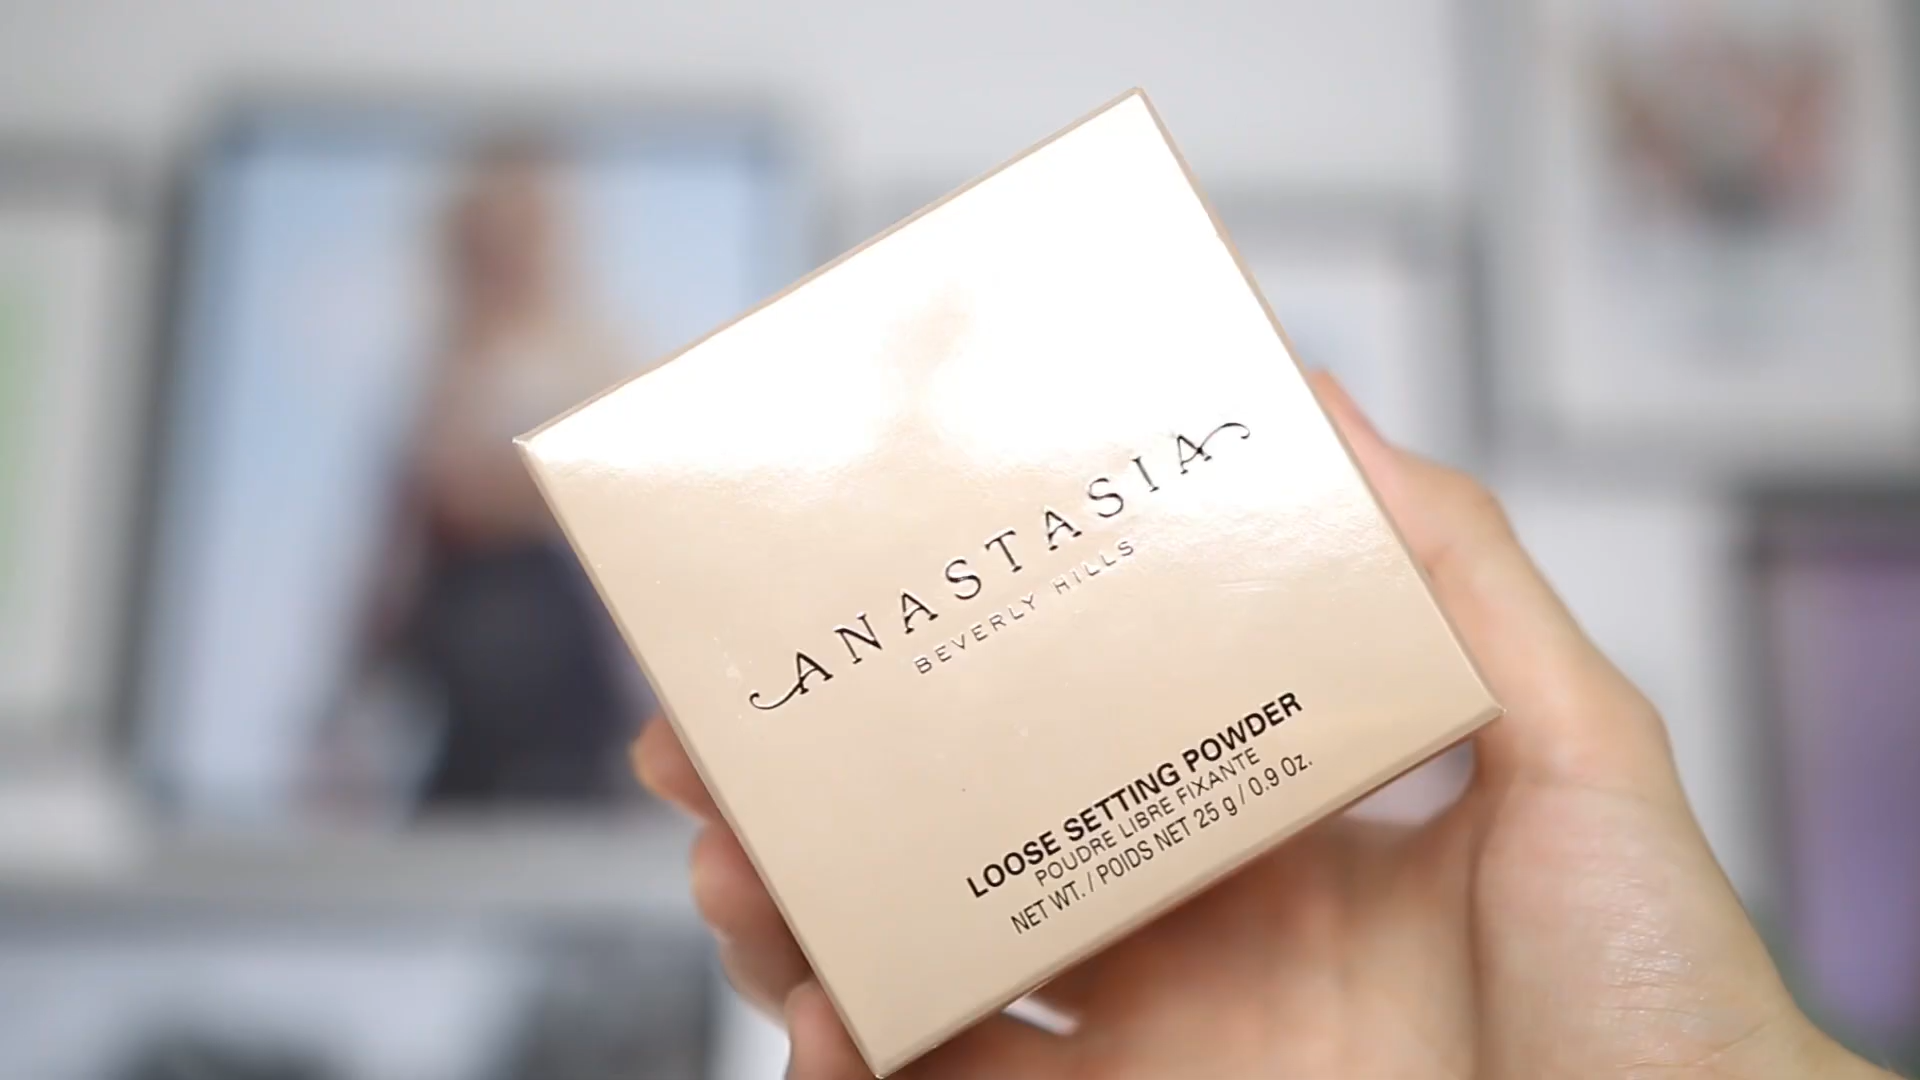 ANASTASIA
BEVERLY HILLS
LOOSE SETTING POWDER
POUDRE LIBRE FIXANTE
NET WT. / POIDS NET 25 g / 0.9 Oz.